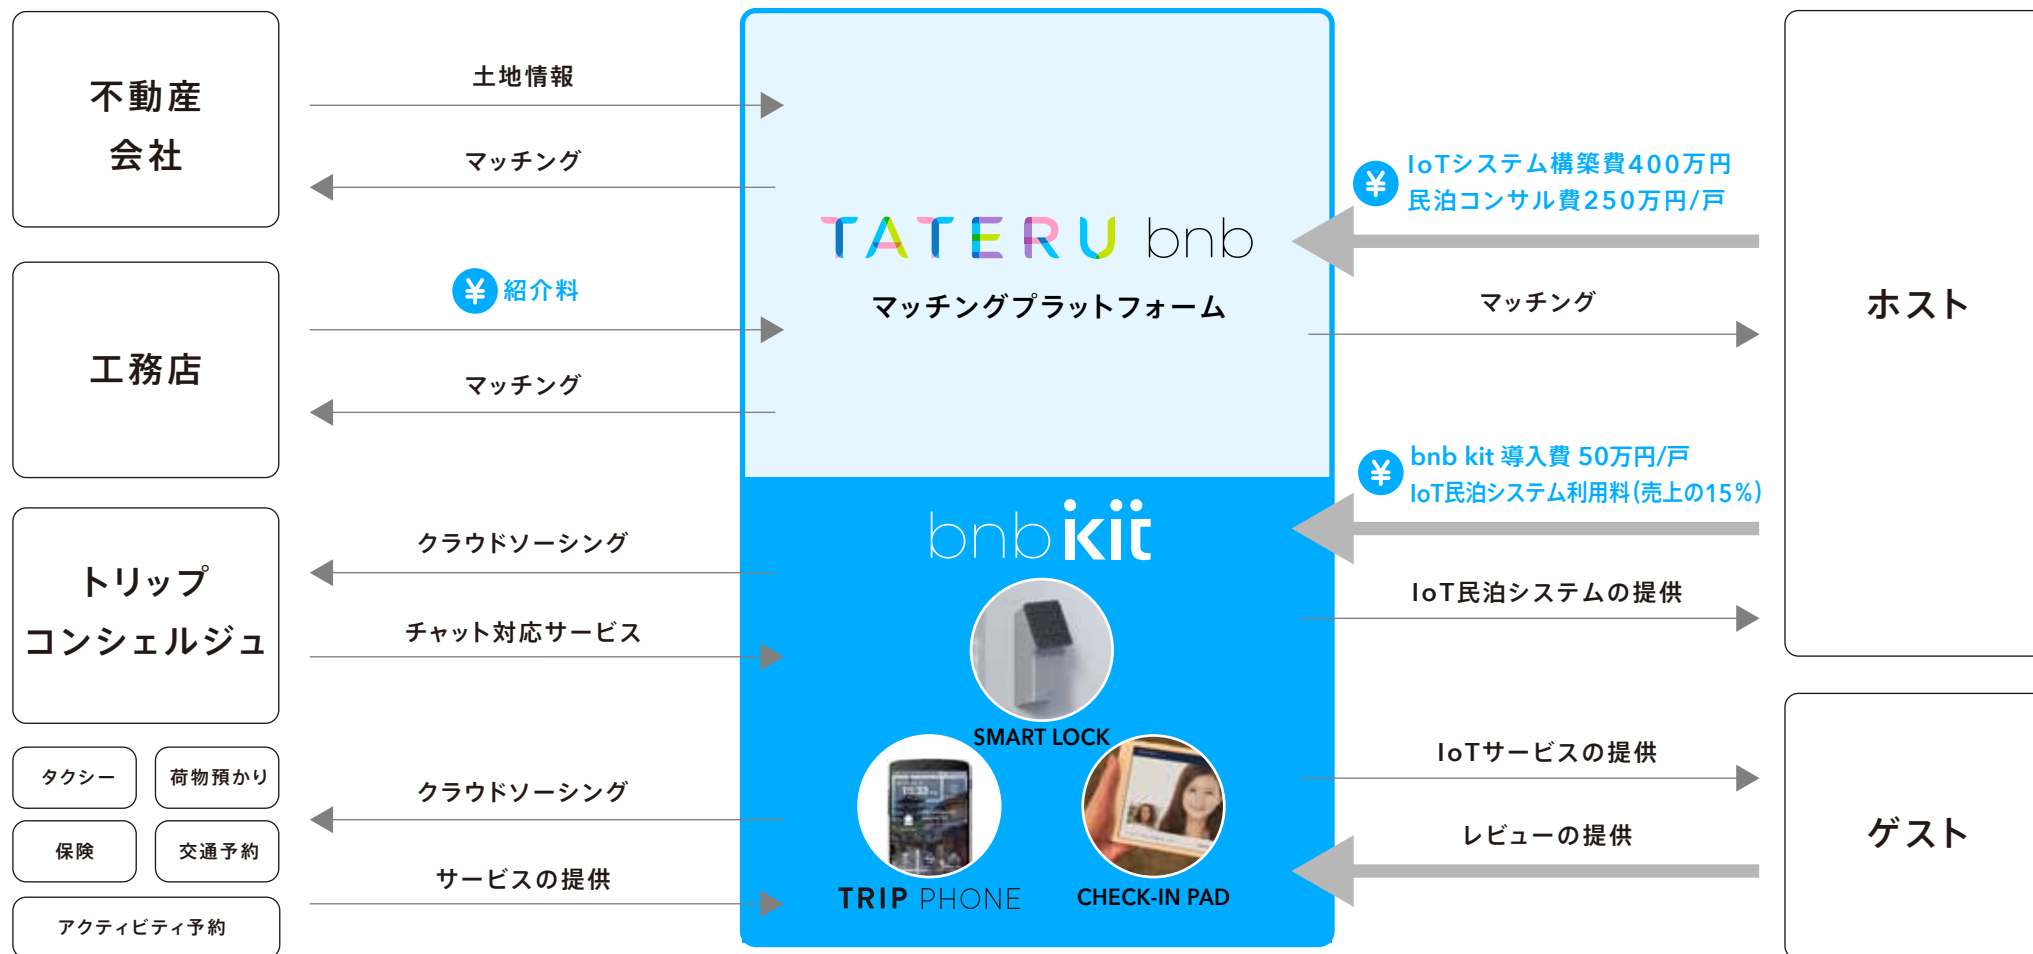 不動産
会社
土地情報
マッチング
工務店
¥ 紹介料
マッチング
トリップ
コンシェルジュ
クラウドソーシング
チャット対応サービス
タクシー
荷物預かり
保険
交通予約
アクティビティ予約
クラウドソーシング
サービスの提供
TATERU bnb
マッチングプラットフォーム
bnb kit
SMART LOCK
TRIP PHONE
CHECK-IN PAD
¥ IoTシステム構築費400万円
民泊コンサル費250万円/戸
マッチング
¥ bnb kit 導入費 50万円/戸
IoT民泊システム利用料(売上の15%)
IoT民泊システムの提供
ホスト
IoTサービスの提供
レビューの提供
ゲスト